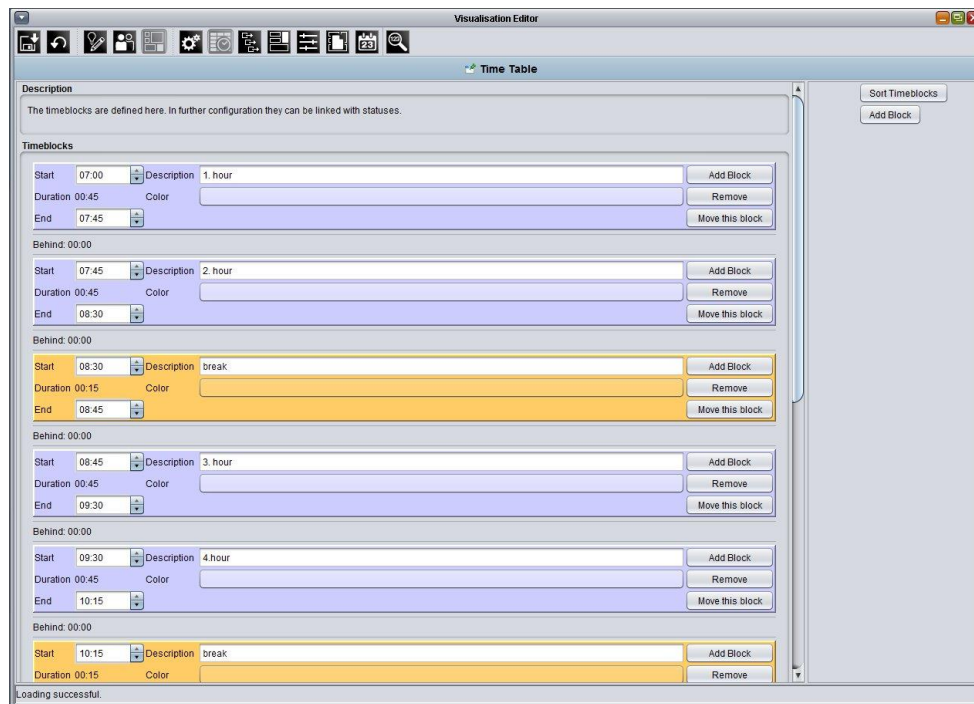 Visualisation Editor
23
123
Time Table
Description
The timeblocks are defined here. In further configuration they can be linked with statuses.
Sort Timeblocks
Add Block
Timeblocks
Start 07:00 Description 1. hour Add Block
Duration 00:45 Color Remove
End 07:45 Move this block
Behind: 00:00
Start 07:45 Description 2. hour Add Block
Duration 00:45 Color Remove
End 08:30 Move this block
Behind: 00:00
Start 08:30 Description break Add Block
Duration 00:15 Color Remove
End 08:45 Move this block
Behind: 00:00
Start 08:45 Description 3. hour Add Block
Duration 00:45 Color Remove
End 09:30 Move this block
Behind: 00:00
Start 09:30 Description 4.hour Add Block
Duration 00:45 Color Remove
End 10:15 Move this block
Behind: 00:00
Start 10:15 Description break Add Block
Duration 00:15 Color Remove
Loading successful.